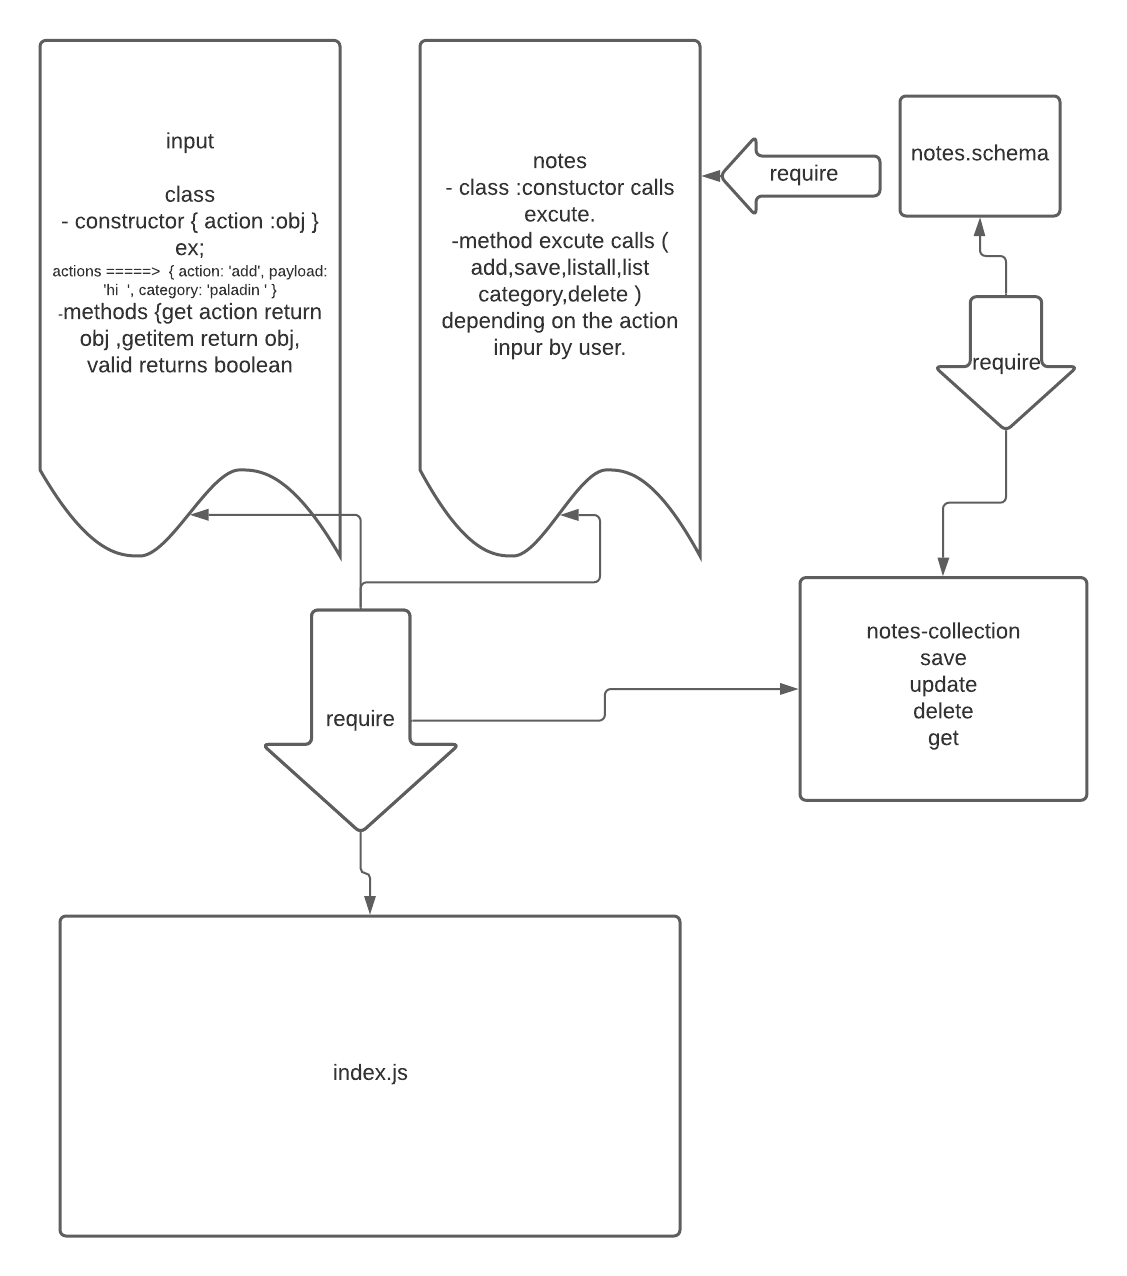 input
class
- constructor { action :obj }
ex;
actions =====>  { action: 'add', payload:
'hi  ', category: 'paladin ' }
-methods {get action return
obj ,getitem return obj,
valid returns boolean
notes
- class :constuctor calls
excute.
-method excute calls (
add,save,listall,list
category,delete )
depending on the action
inpur by user.
require
notes.schema
require
notes-collection
save
update
delete
get
require
index.js